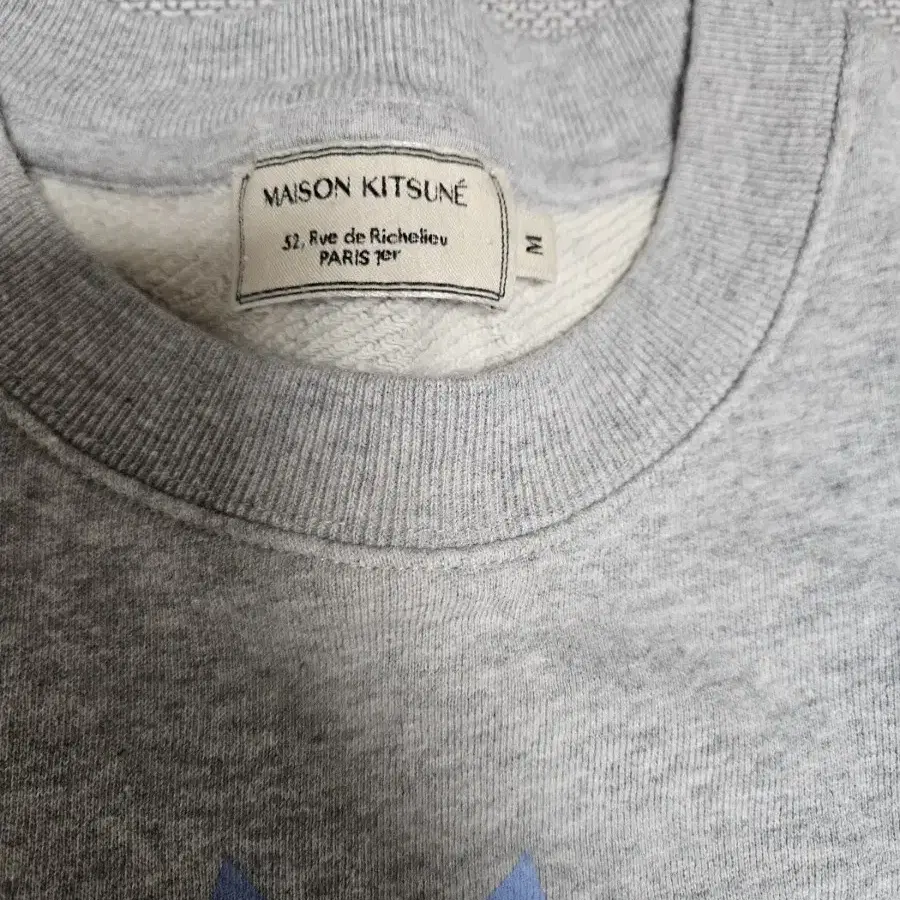 MAISON KITSUNÉ
52, Rue de Richelieu
PARIS 1er
M